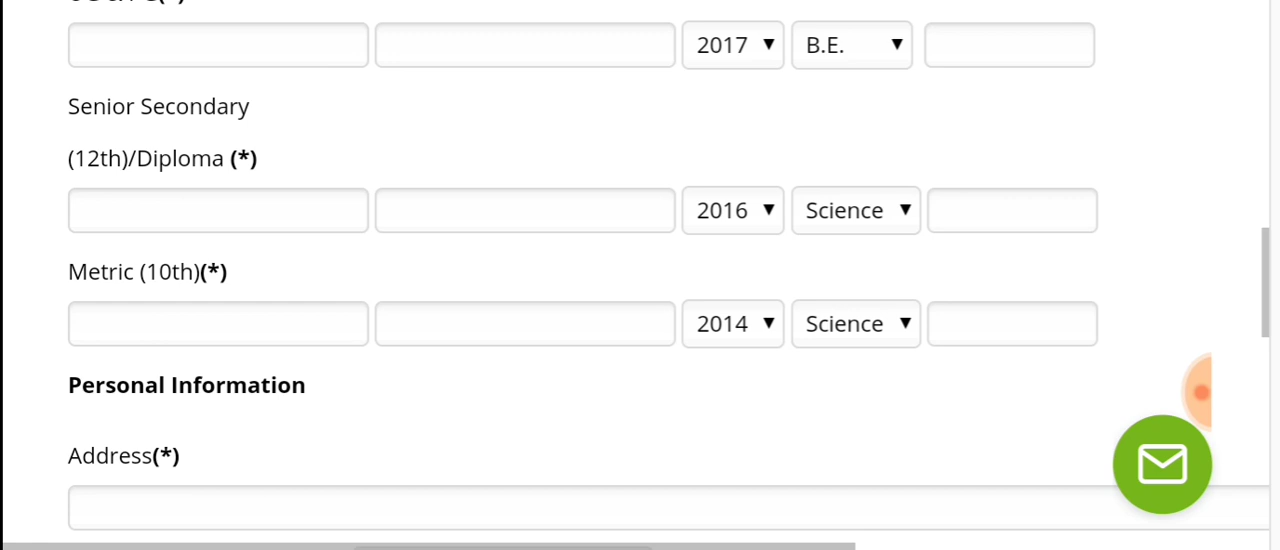 2017 B.E.
Senior Secondary
(12th)/Diploma (*)
2016 Science
Metric (10th)(*)
2014 Science
Personal Information
Address(*)